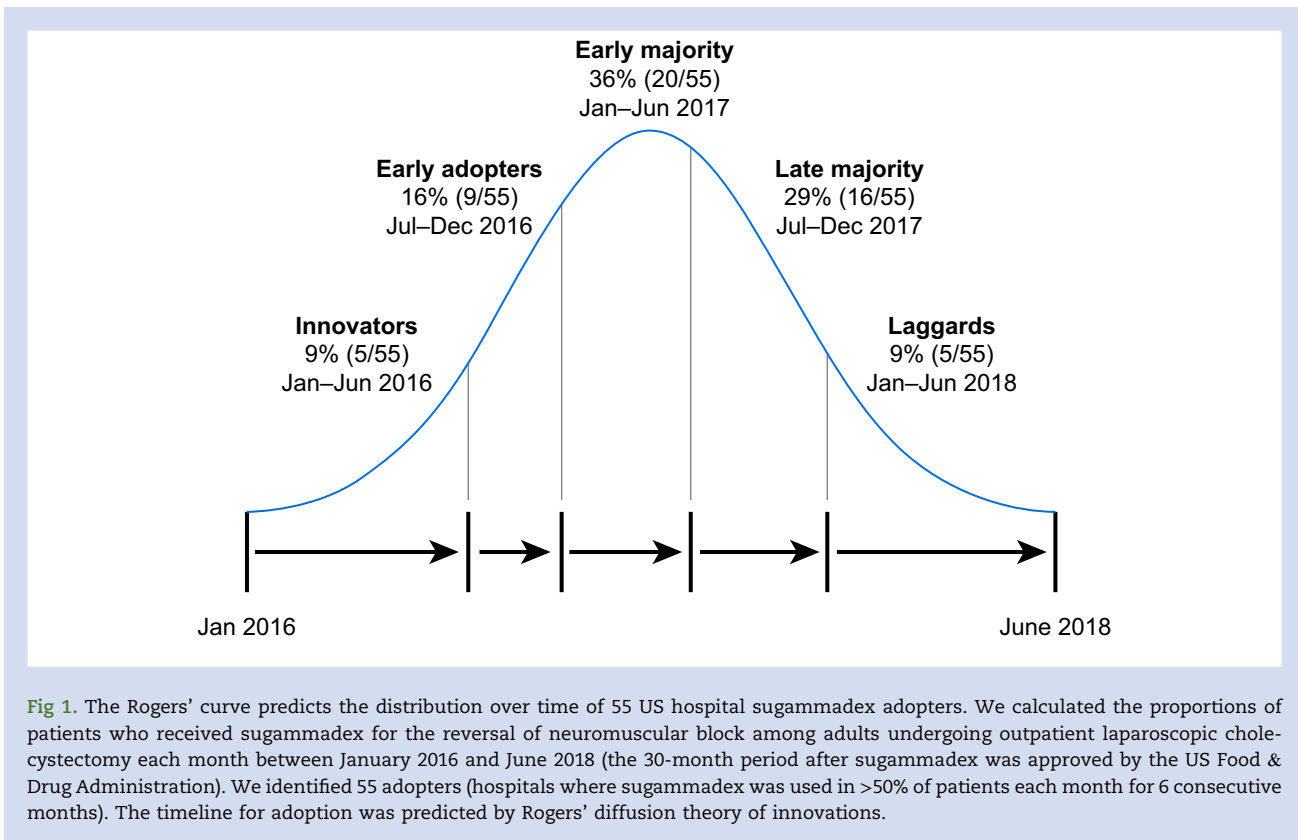 Early majority
36% (20/55)
Jan–Jun 2017
Early adopters
16% (9/55)
Jul–Dec 2016
Late majority
29% (16/55)
Jul–Dec 2017
Innovators
9% (5/55)
Jan–Jun 2016
Laggards
9% (5/55)
Jan–Jun 2018
Jan 2016
June 2018
Fig 1. The Rogers’ curve predicts the distribution over time of 55 US hospital sugammadex adopters. We calculated the proportions of
patients who received sugammadex for the reversal of neuromuscular block among adults undergoing outpatient laparoscopic chole-
cystectomy each month between January 2016 and June 2018 (the 30-month period after sugammadex was approved by the US Food &
Drug Administration). We identified 55 adopters (hospitals where sugammadex was used in >50% of patients each month for 6 consecutive
months). The timeline for adoption was predicted by Rogers’ diffusion theory of innovations.